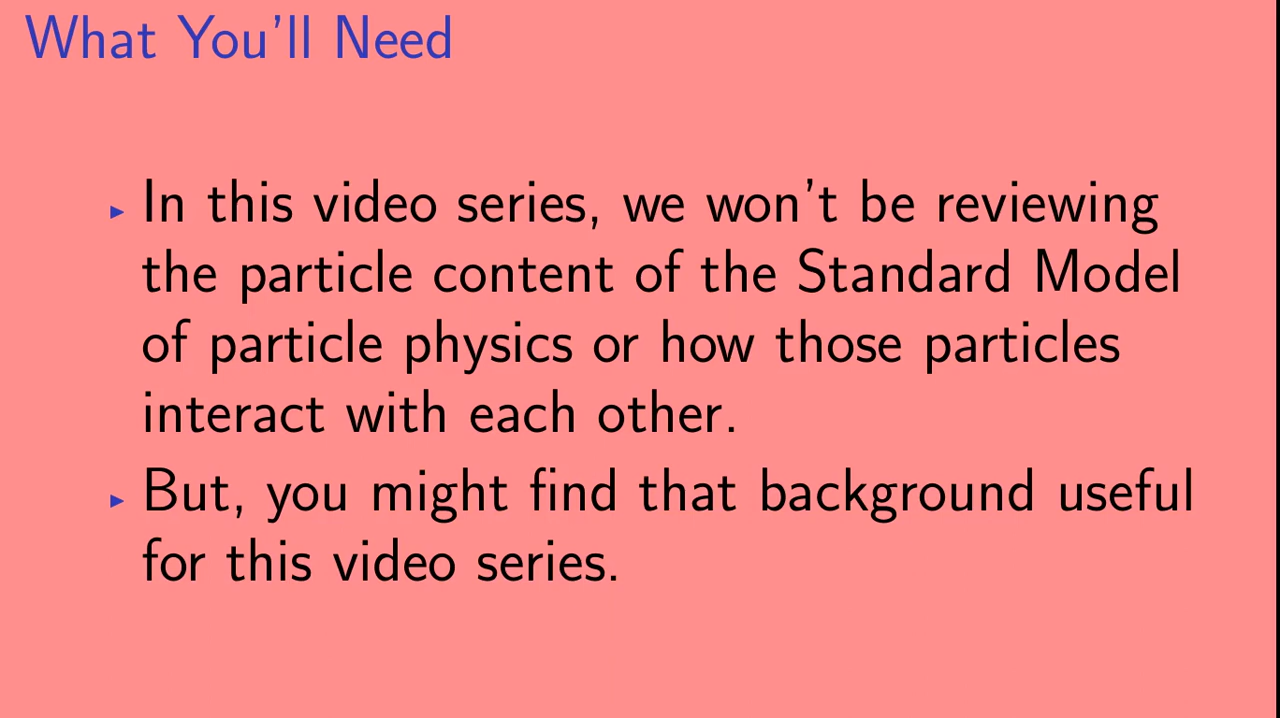 What You'll Need
▸ In this video series, we won't be reviewing
the particle content of the Standard Model
of particle physics or how those particles
interact with each other.
▸ But, you might find that background useful
for this video series.